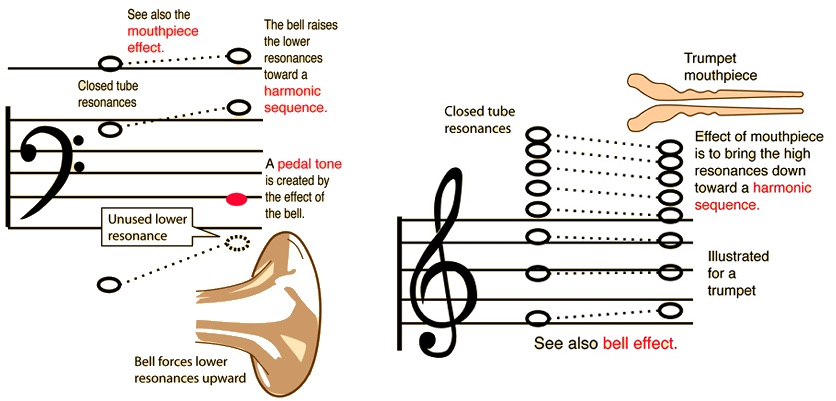 See also the
mouthpiece
effect.
The bell raises
the lower
resonances
toward a
harmonic
sequence.
Closed tube
resonances
A pedal tone
is created by
the effect of
the bell.
Unused lower
resonance
Bell forces lower
resonances upward
Trumpet
mouthpiece
Closed tube
resonances
Effect of mouthpiece
is to bring the high
resonances down
toward a harmonic
sequence.
Illustrated
for a
trumpet
See also bell effect.